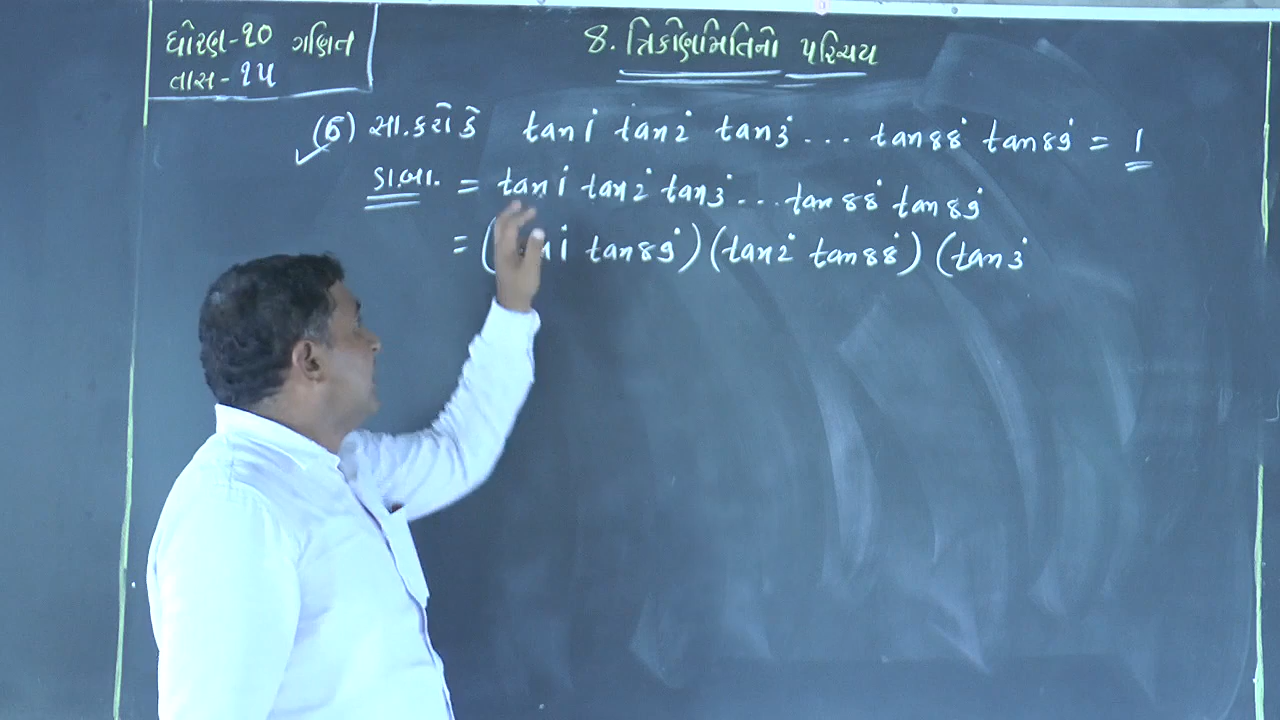 ધોરણ-૧૦ ગણિત
તાસ-૧૫
8. ત્રિકોણમિતિનો પરિચય
(૬) સા.કરો કે tan1° tan2° tan3° ... tan88° tan89° = 1
ડા.બા. = tan1° tan2° tan3° ... tan88° tan89°
= (tan1° tan89°) (tan2° tan88°) (tan3°